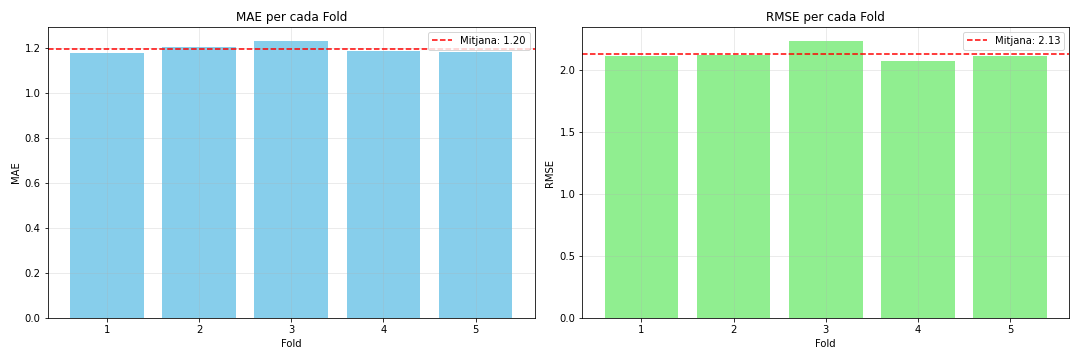 MAE per cada Fold
Mitjana: 1.20
MAE
1.2
1.0
0.8
0.6
0.4
0.2
0.0
1 2 3 4 5
Fold
RMSE per cada Fold
Mitjana: 2.13
RMSE
2.0
1.5
1.0
0.5
0.0
1 2 3 4 5
Fold